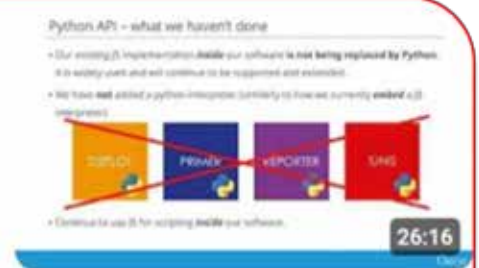 Python API – what we haven't done
• Our existing JS implementation inside our software is not being replaced by Python.
It is widely used and will continue to be supported and extended.
• We have not added a python interpreter (similarly to how we currently embed a JS
interpreter)
PRIMER
REPORTER
• Continue to use JS for scripting inside our software.
26:16